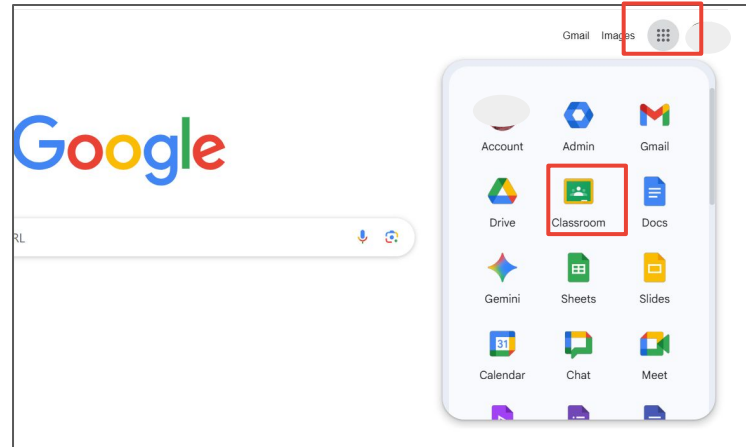 Gmail Images
Google
RL
Account Admin Gmail
Drive Classroom Docs
Gemini Sheets Slides
31
Calendar Chat Meet